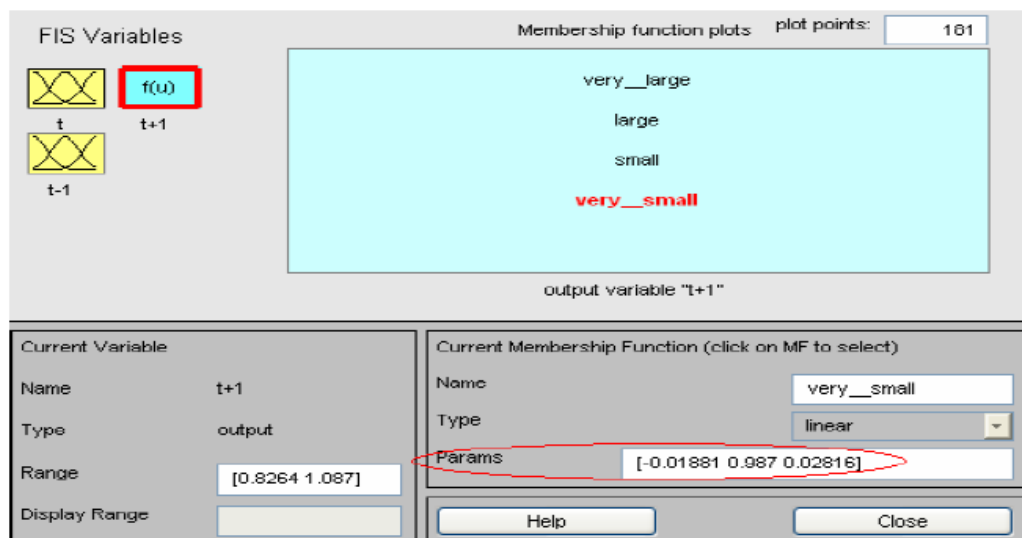 FIS Variables
f(u)
t
t+1
t-1
Membership function plots
plot points:
181
very__large
large
small
very__small
output variable "t+1"
Current Variable
Name
t+1
Type
output
Range
[0.8264 1.087]
Display Range
Current Membership Function (click on MF to select)
Name
very__small
Type
linear
Params
[-0.01881 0.987 0.02816]
Help
Close